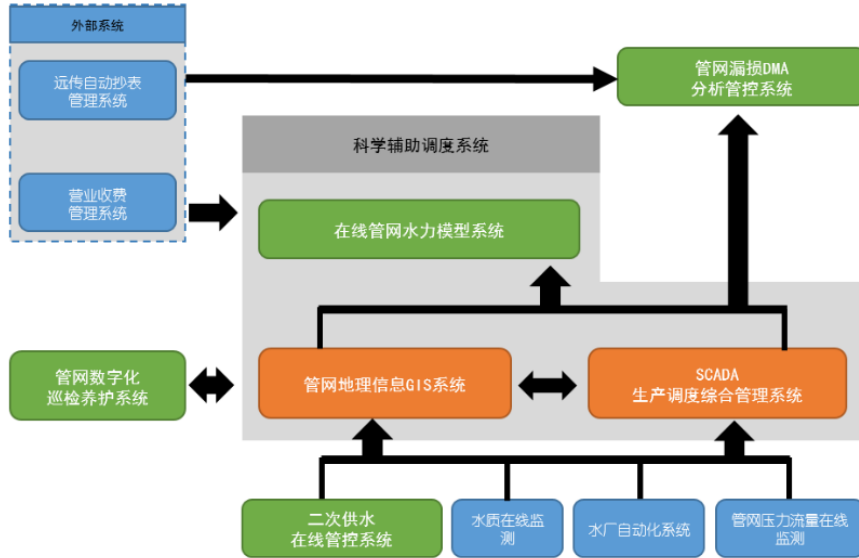 外部系统
远传自动抄表
管理系统
营业收费
管理系统
管网漏损DMA
分析管控系统
科学辅助调度系统
在线管网水力模型系统
管网数字化
巡检养护系统
管网地理信息GIS系统
SCADA
生产调度综合管理系统
二次供水
在线管控系统
水质在线监
测
水厂自动化系统
管网压力流量在线
监测